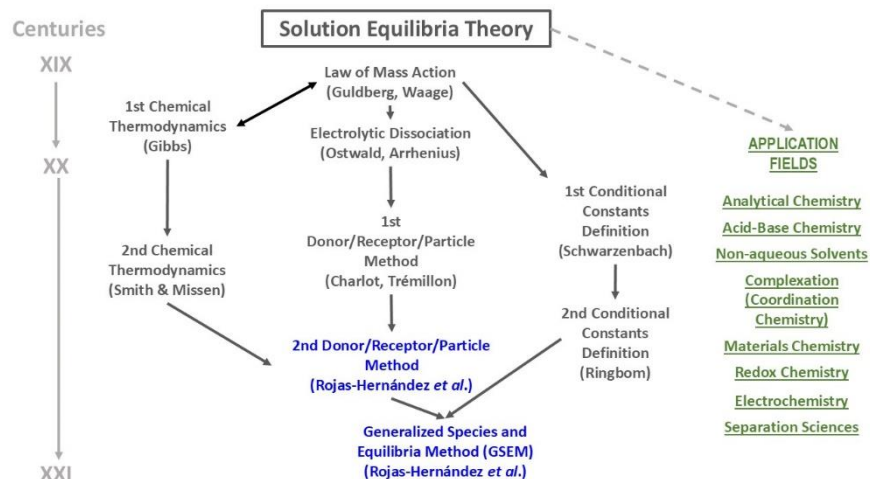 Centuries
XIX
XX
XXI
Solution Equilibria Theory
Law of Mass Action
(Guldberg, Waage)
1st Chemical
Thermodynamics
(Gibbs)
Electrolytic Dissociation
(Ostwald, Arrhenius)
1st
Donor/Receptor/Particle
Method
(Charlot, Trémillon)
1st Conditional
Constants
Definition
(Schwarzenbach)
2nd Chemical
Thermodynamics
(Smith & Missen)
2nd Conditional
Constants
Definition
(Ringbom)
2nd Donor/Receptor/Particle
Method
(Rojas-Hernández et al.)
Generalized Species and
Equilibria Method (GSEM)
(Rojas-Hernández et al.)
APPLICATION
FIELDS
Analytical Chemistry
Acid-Base Chemistry
Non-aqueous Solvents
Complexation
(Coordination
Chemistry)
Materials Chemistry
Redox Chemistry
Electrochemistry
Separation Sciences